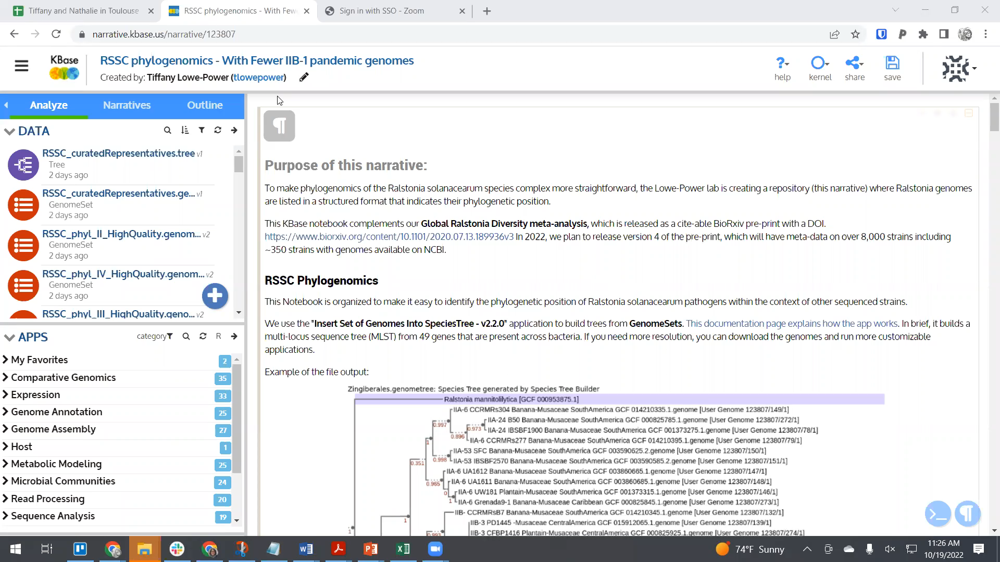 Tiffany and Nathalie in Toulouse
RSSC phylogenomics - With Few
Sign in with SSO - Zoom
narrative.kbase.us/narrative/123807
KBase
RSSC phylogenomics - With Fewer IIB-1 pandemic genomes
Created by: Tiffany Lowe-Power (tlowepower)
help
kernel
share
save
Analyze
Narratives
Outline
DATA
RSSC_curatedRepresentatives.tree v1
Tree
2 days ago
RSSC_curatedRepresentatives.ge... v1
GenomeSet
2 days ago
RSSC_phyl_II_HighQuality.genom... v2
GenomeSet
2 days ago
RSSC_phyl_IV_HighQuality.genom... v2
GenomeSet
2 days ago
RSSC_phyl_III_HighQuality.geno... v2
APPS
category
R
My Favorites 2
Comparative Genomics 35
Expression 33
Genome Annotation 25
Genome Assembly 27
Host 1
Metabolic Modeling 25
Microbial Communities 24
Read Processing 20
Sequence Analysis 19
Purpose of this narrative:
To make phylogenomics of the Ralstonia solanacearum species complex more straightforward, the Lowe-Power lab is creating a repository (this narrative) where Ralstonia genomes
are listed in a structured format that indicates their phylogenetic position.
This KBase notebook complements our Global Ralstonia Diversity meta-analysis, which is released as a cite-able BioRxiv pre-print with a DOI.
https://www.biorxiv.org/content/10.1101/2020.07.13.189936v3 In 2022, we plan to release version 4 of the pre-print, which will have meta-data on over 8,000 strains including
~350 strains with genomes available on NCBI.
RSSC Phylogenomics
This Notebook is organized to make it easy to identify the phylogenetic position of Ralstonia solanacearum pathogens within the context of other sequenced strains.
We use the "Insert Set of Genomes Into SpeciesTree - v2.2.0" application to build trees from GenomeSets. This documentation page explains how the app works. In brief, it builds a
multi-locus sequence tree (MLST) from 49 genes that are present across bacteria. If you need more resolution, you can download the genomes and run more customizable
applications.
Example of the file output:
Zingiberales.genometree: Species Tree generated by Species Tree Builder
Ralstonia mannitolilytica [GCF 000953875.1]
IIA-6 CCRMRs304 Banana-Musaceae SouthAmerica GCF 014210335.1.genome [User Genome 123807/149/1]
IIA-24 B50 Banana-Musaceae SouthAmerica GCF 000825785.1.genome [User Genome 123807/272/1]
0.997
0.973
IIA-24 IBSBF1900 Banana-Musaceae SouthAmerica GCF 001373275.1.genome [User Genome 123807/78/1]
0.896
IIA-6 CCRMRs277 Banana-Musaceae SouthAmerica GCF 014210395.1.genome [User Genome 123807/79/1]
1
IIA-53 SFC Banana-Musaceae SouthAmerica GCF 003590625.2.genome [User Genome 123807/150/1]
0.998
IIA-53 IBSBF2570 Banana-Musaceae SouthAmerica GCF 003590585.2.genome [User Genome 123807/151/1]
0.351
IIA-6 UA1612 Banana-Musaceae SouthAmerica GCF 003860665.1.genome [User Genome 123807/147/1]
0.965
IIA-6 UA1611 Banana-Musaceae SouthAmerica GCF 003860685.1.genome [User Genome 123807/148/1]
0
IIA-6 UW181 Plantain-Musaceae SouthAmerica GCF 001373315.1.genome [User Genome 123807/146/1]
1
IIA-6 Grenada9-1 Banana-Musaceae Caribbean GCF 000825845.1.genome [User Genome 123807/273/1]
IIB- CCRMRsB7 Banana-Musaceae SouthAmerica GCF 014210345.1.genome [User Genome 123807/132/1]
1
IIB-3 PD1445 -Musaceae CentralAmerica GCF 015912065.1.genome [User Genome 123807/139/1]
1
0.993
IIB-3 CFBP1416 Plantain-Musaceae CentralAmerica GCF 000825925.1.genome [User Genome 123807/274/1]
74°F Sunny
11:26 AM
10/19/2022